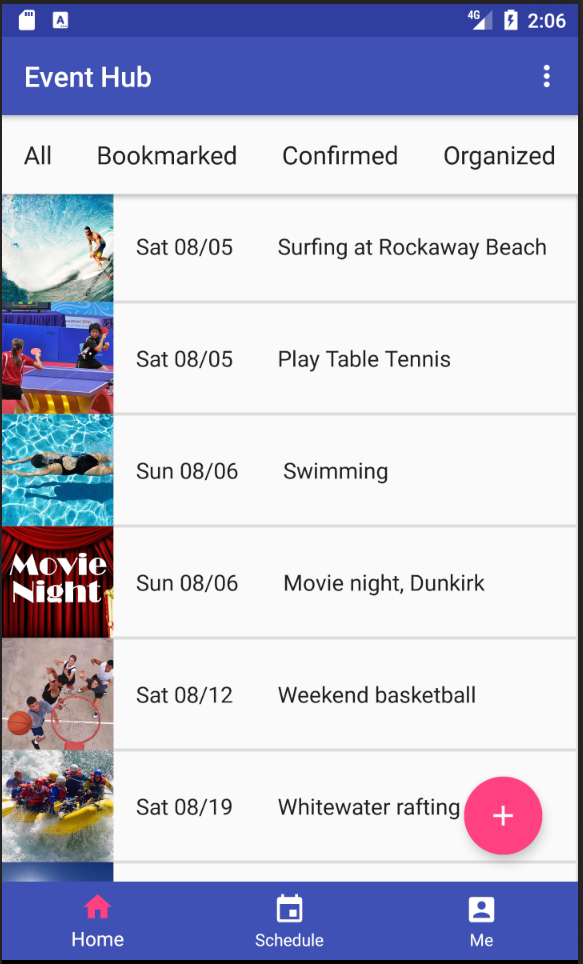 4G 2:06
Event Hub
All Bookmarked Confirmed Organized
Sat 08/05 Surfing at Rockaway Beach
Sat 08/05 Play Table Tennis
Sun 08/06 Swimming
Movie
Night
Sun 08/06 Movie night, Dunkirk
Sat 08/12 Weekend basketball
Sat 08/19 Whitewater rafting
+
Home Schedule Me